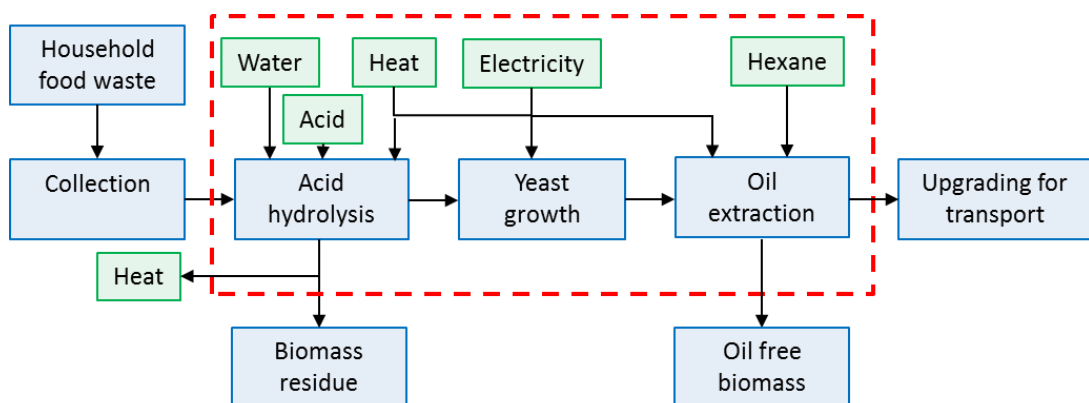 Household
food waste
Water
Heat
Electricity
Hexane
Acid
Collection
Acid
hydrolysis
Yeast
growth
Oil
extraction
Upgrading for
transport
Heat
Biomass
residue
Oil free
biomass